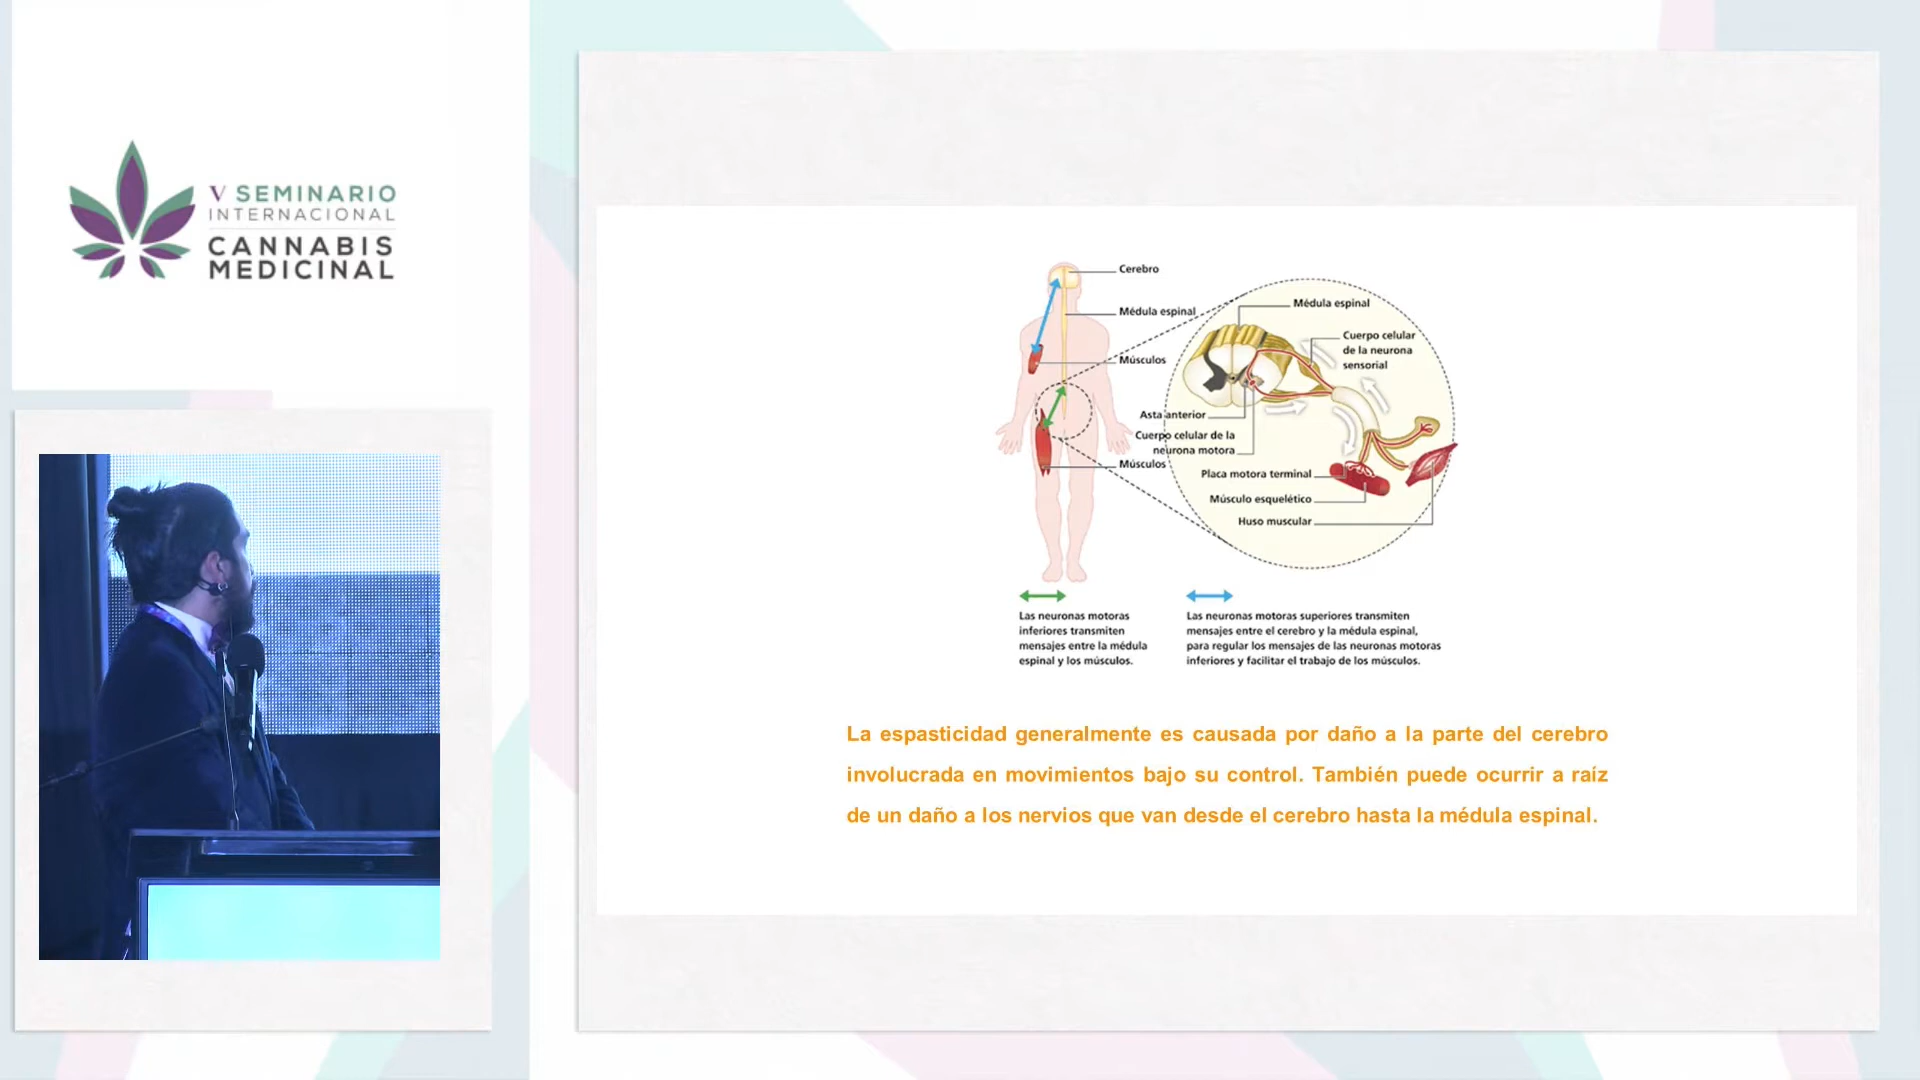 V SEMINARIO
INTERNACIONAL
CANNABIS
MEDICINAL
Cerebro
Médula espinal
Músculos
Músculos
Médula espinal
Cuerpo celular
de la neurona
sensorial
Asta anterior
Cuerpo celular de la
neurona motora
Placa motora terminal
Músculo esquelético
Huso muscular
Las neuronas motoras
inferiores transmiten
mensajes entre la médula
espinal y los músculos.
Las neuronas motoras superiores transmiten
mensajes entre el cerebro y la médula espinal,
para regular los mensajes de las neuronas motoras
inferiores y facilitar el trabajo de los músculos.
La espasticidad generalmente es causada por daño a la parte del cerebro
involucrada en movimientos bajo su control. También puede ocurrir a raíz
de un daño a los nervios que van desde el cerebro hasta la médula espinal.